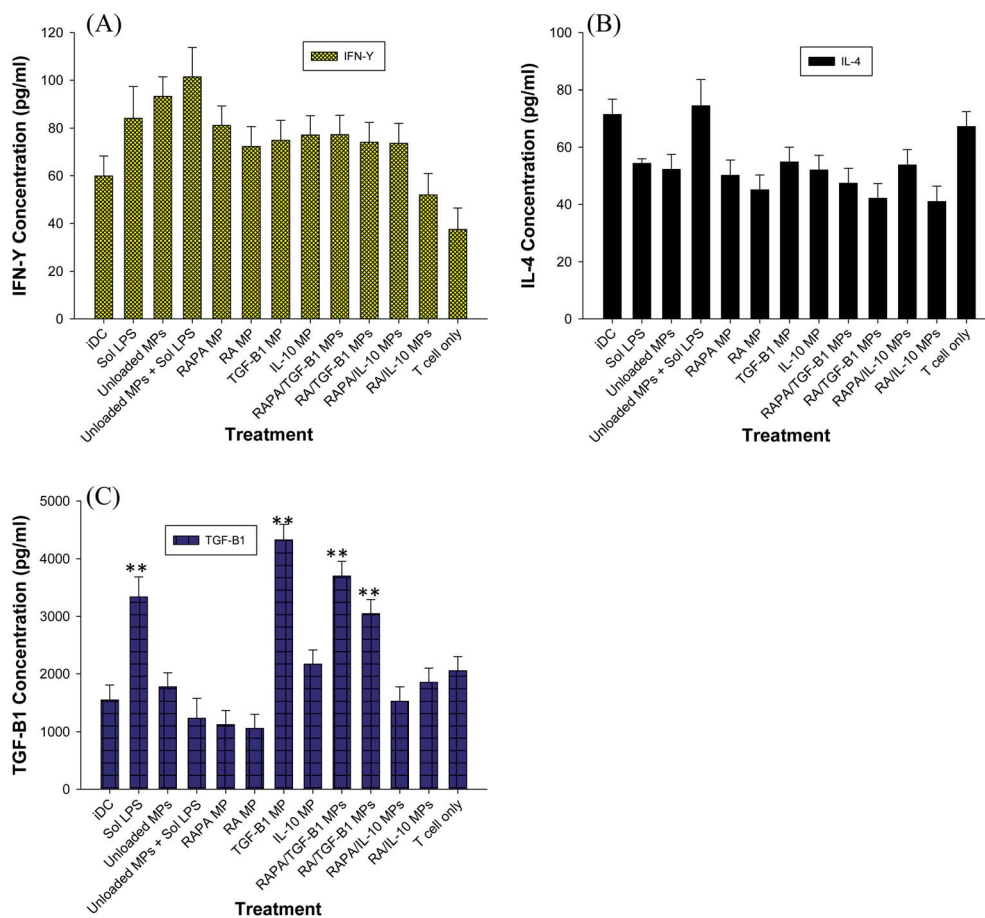 (A)
IFN-Y
IFN-Y Concentration (pg/ml)
140
120
100
80
60
40
20
0
iDC
Sol LPS
Unloaded MPs
Unloaded MPs + Sol LPS
RAPA MP
RA MP
TGF-B1 MP
IL-10 MP
RAPA/TGF-B1 MPs
RA/TGF-B1 MPs
RAPA/IL-10 MPs
RA/IL-10 MPs
T cell only
Treatment
(B)
IL-4
IL-4 Concentration (pg/ml)
100
80
60
40
20
0
iDC
Sol LPS
Unloaded MPs
Unloaded MPs + Sol LPS
RAPA MP
RA MP
TGF-B1 MP
IL-10 MP
RAPA/TGF-B1 MPs
RA/TGF-B1 MPs
RAPA/IL-10 MPs
RA/IL-10 MPs
T cell only
Treatment
(C)
TGF-B1
TGF-B1 Concentration (pg/ml)
5000
4000
3000
2000
1000
0
**
**
**
**
iDC
Sol LPS
Unloaded MPs
Unloaded MPs + Sol LPS
RAPA MP
RA MP
TGF-B1 MP
IL-10 MP
RAPA/TGF-B1 MPs
RA/TGF-B1 MPs
RAPA/IL-10 MPs
RA/IL-10 MPs
T cell only
Treatment